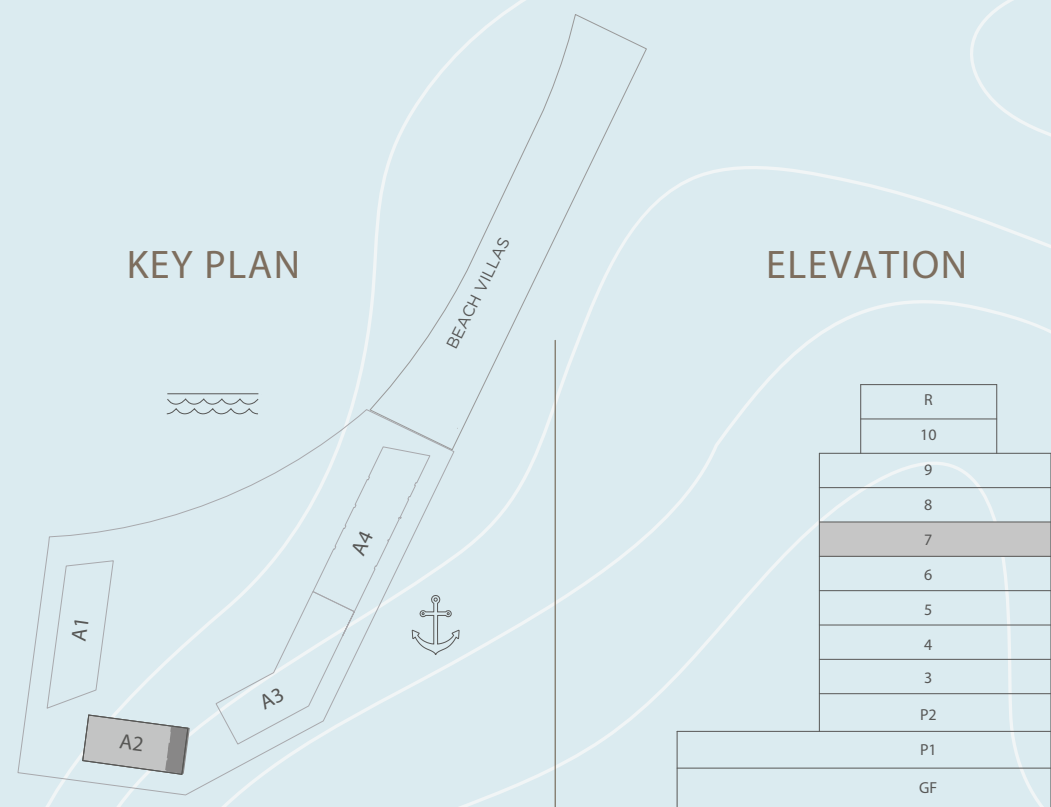 KEY PLAN
BEACH VILLAS
A4
A1
A3
A2
ELEVATION
R
10
9
8
7
6
5
4
3
P2
P1
GF